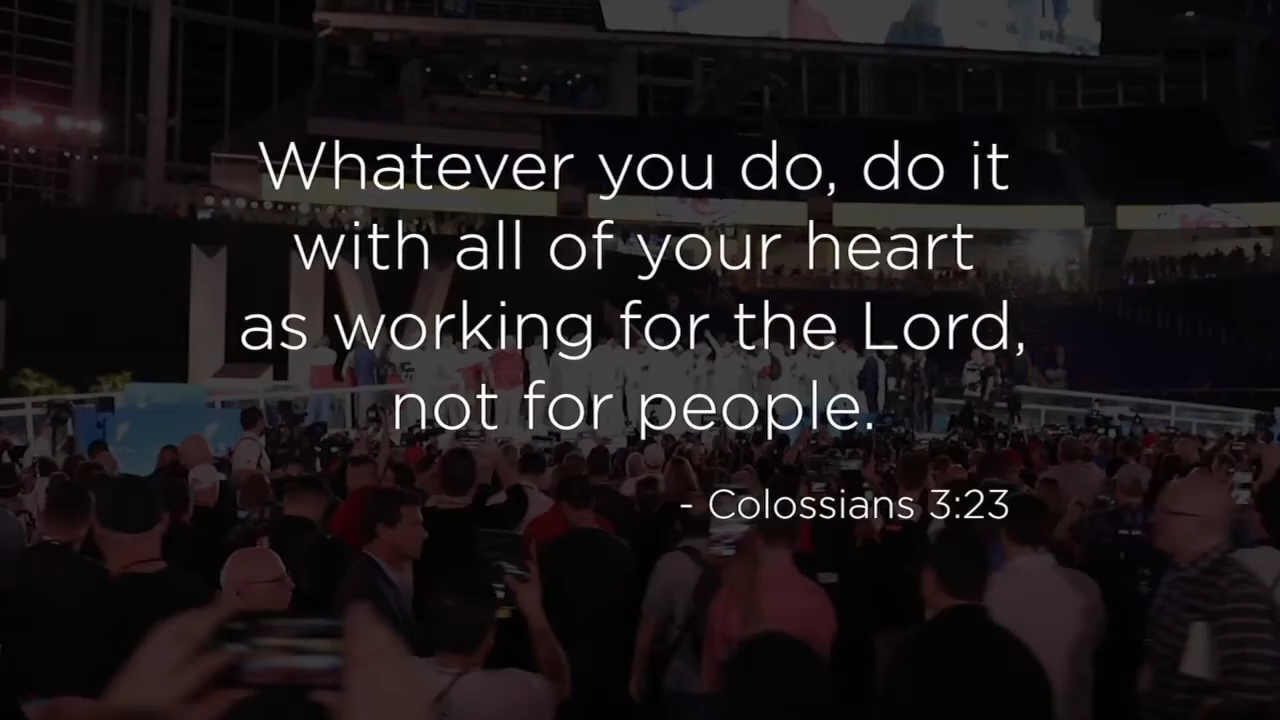 Whatever you do, do it
with all of your heart
as working for the Lord,
not for people.
- Colossians 3:23